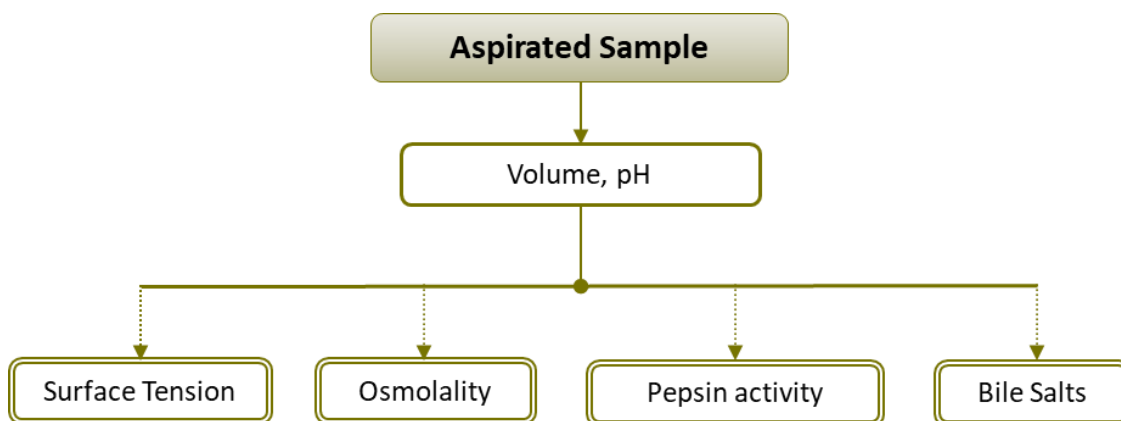 Aspirated Sample
Volume, pH
Surface Tension
Osmolality
Pepsin activity
Bile Salts